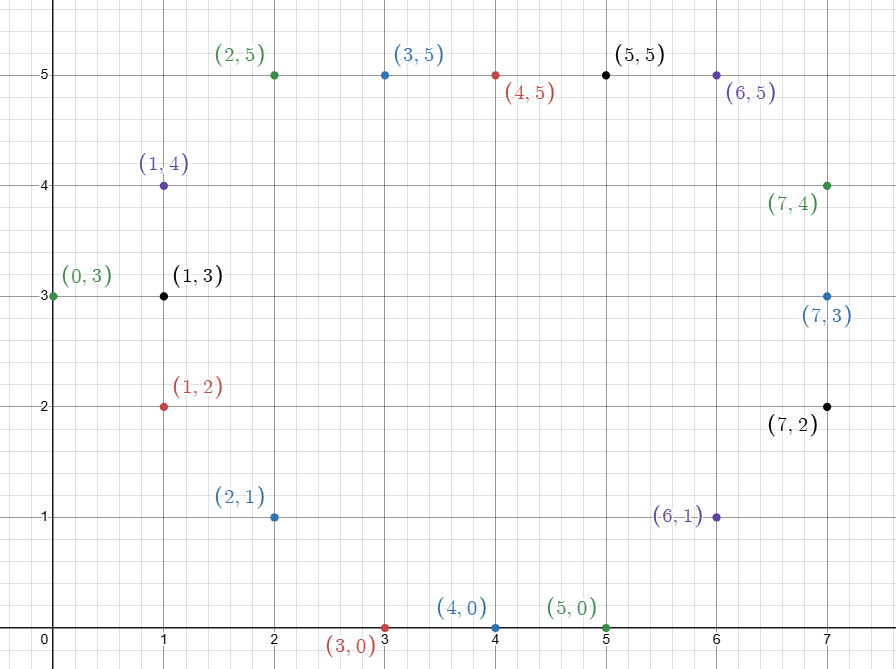 (2, 5) (3, 5) (5, 5)
5 (4, 5) (6, 5)
(1, 4)
4 (7, 4)
(0, 3) (1, 3)
3 (7, 3)
(1, 2)
2 (7, 2)
(2, 1)
1 (6, 1)
(4, 0) (5, 0)
0 1 2 3 4 5 6 7
(3, 0)